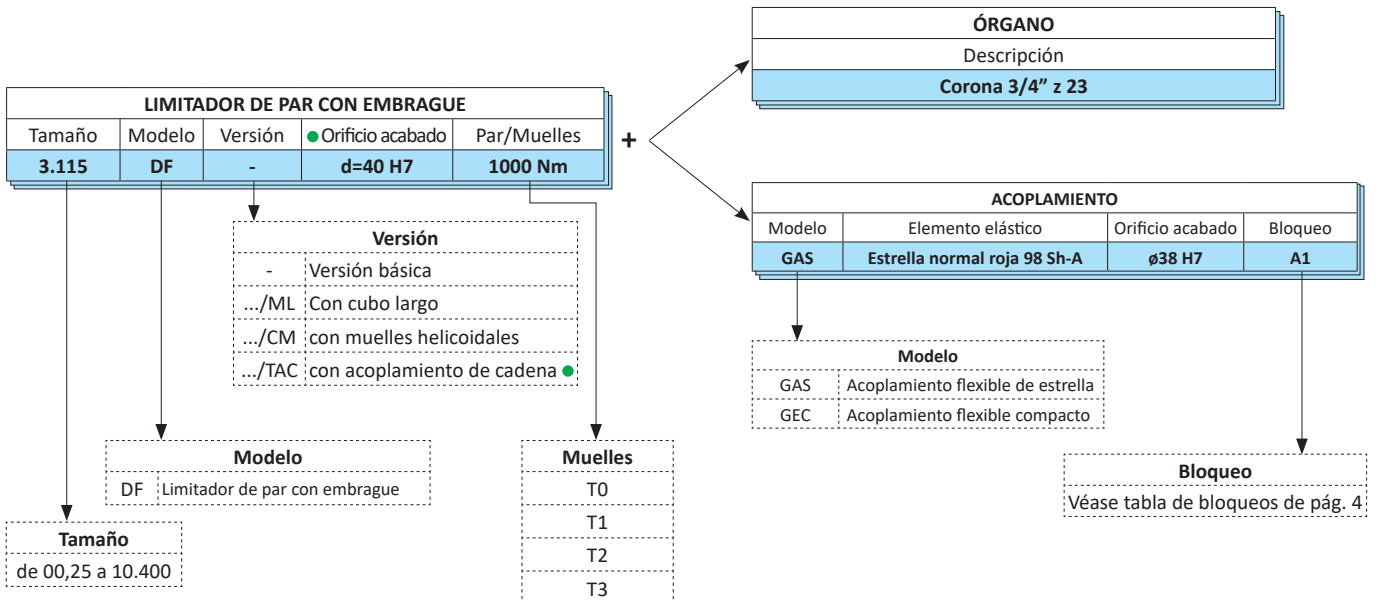 ÓRGANO
Descripción
Corona 3/4” z 23
LIMITADOR DE PAR CON EMBRAGUE
Tamaño Modelo Versión Orificio acabado Par/Muelles
3.115 DF - d=40 H7 1000 Nm
+
ACOPLAMIENTO
Modelo Elemento elástico Orificio acabado Bloqueo
GAS Estrella normal roja 98 Sh-A ø38 H7 A1
Versión
- Versión básica
.../ML Con cubo largo
.../CM con muelles helicoidales
.../TAC con acoplamiento de cadena
Modelo
GAS Acoplamiento flexible de estrella
GEC Acoplamiento flexible compacto
Modelo
DF Limitador de par con embrague
Muelles
T0
T1
T2
T3
Bloqueo
Véase tabla de bloqueos de pág. 4
Tamaño
de 00,25 a 10.400